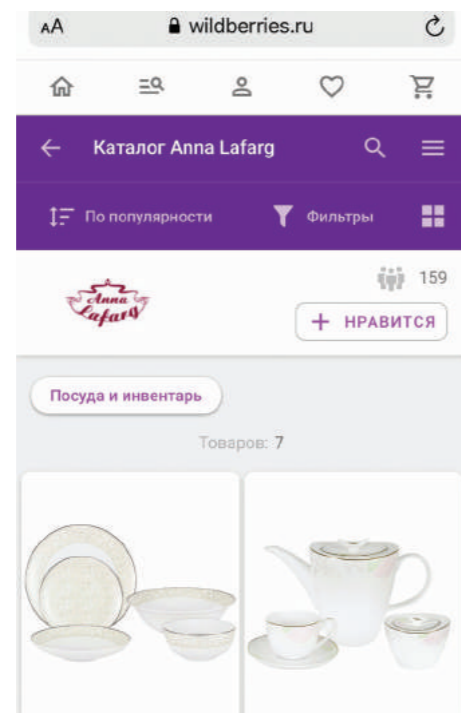 AA wildberries.ru
Каталог Anna Lafarg
По популярности Фильтры
Anna
Lafarg
159
+ НРАВИТСЯ
Посуда и инвентарь
Товаров: 7